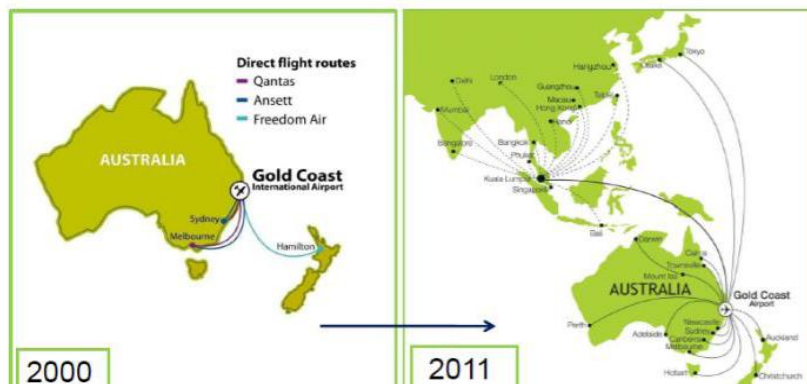 Direct flight routes
Qantas
Ansett
Freedom Air
AUSTRALIA
Gold Coast
International Airport
Sydney
Melbourne
Hamilton
2000
Tokyo
Osaka
Hangzhou
Delhi
London
Guangzhou
Taipei
Macau
Hong Kong
Mumbai
Hanoi
Bangalore
Bangkok
Phuket
Kuala Lumpur
Singapore
Bali
Darwin
Cairns
Townsville
Mount Isa
AUSTRALIA
Gold Coast
Airport
Perth
Newcastle
Adelaide
Sydney
Canberra
Melbourne
Auckland
Hobart
Christchurch
2011